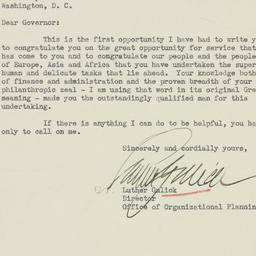 Washington, D. C.
Dear Governor:
This is the first opportunity I have had to write y
to congratulate you on the great opportunity for service that
has come to you and to congratulate our people and the people
of Europe, Asia and Africa that you have undertaken the super
human and delicate tasks that lie ahead. Your knowledge both
of finance and administration and the proven breadth of your
philanthropic zeal - I am using that word in its original Gre
meaning - made you the outstandingly qualified man for this
undertaking.
If there is anything I can do to be helpful, you ha
only to call on me.
Sincerely and cordially yours,
Luther Gulick
Luther Gulick
Director
Office of Organizational Plannin